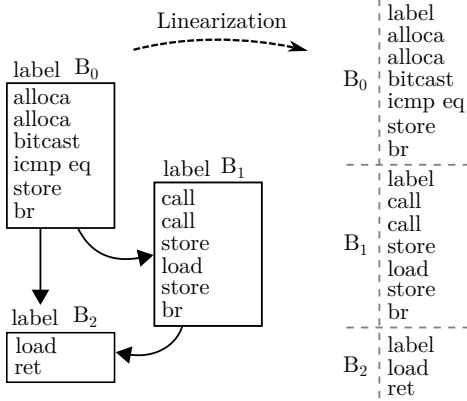 Linearization
label B0
alloca
alloca
bitcast
icmp eq
store
br
label B1
call
call
store
load
store
br
label B2
load
ret
B0
label
alloca
alloca
bitcast
icmp eq
store
br
B1
label
call
call
store
load
store
br
B2
label
load
ret